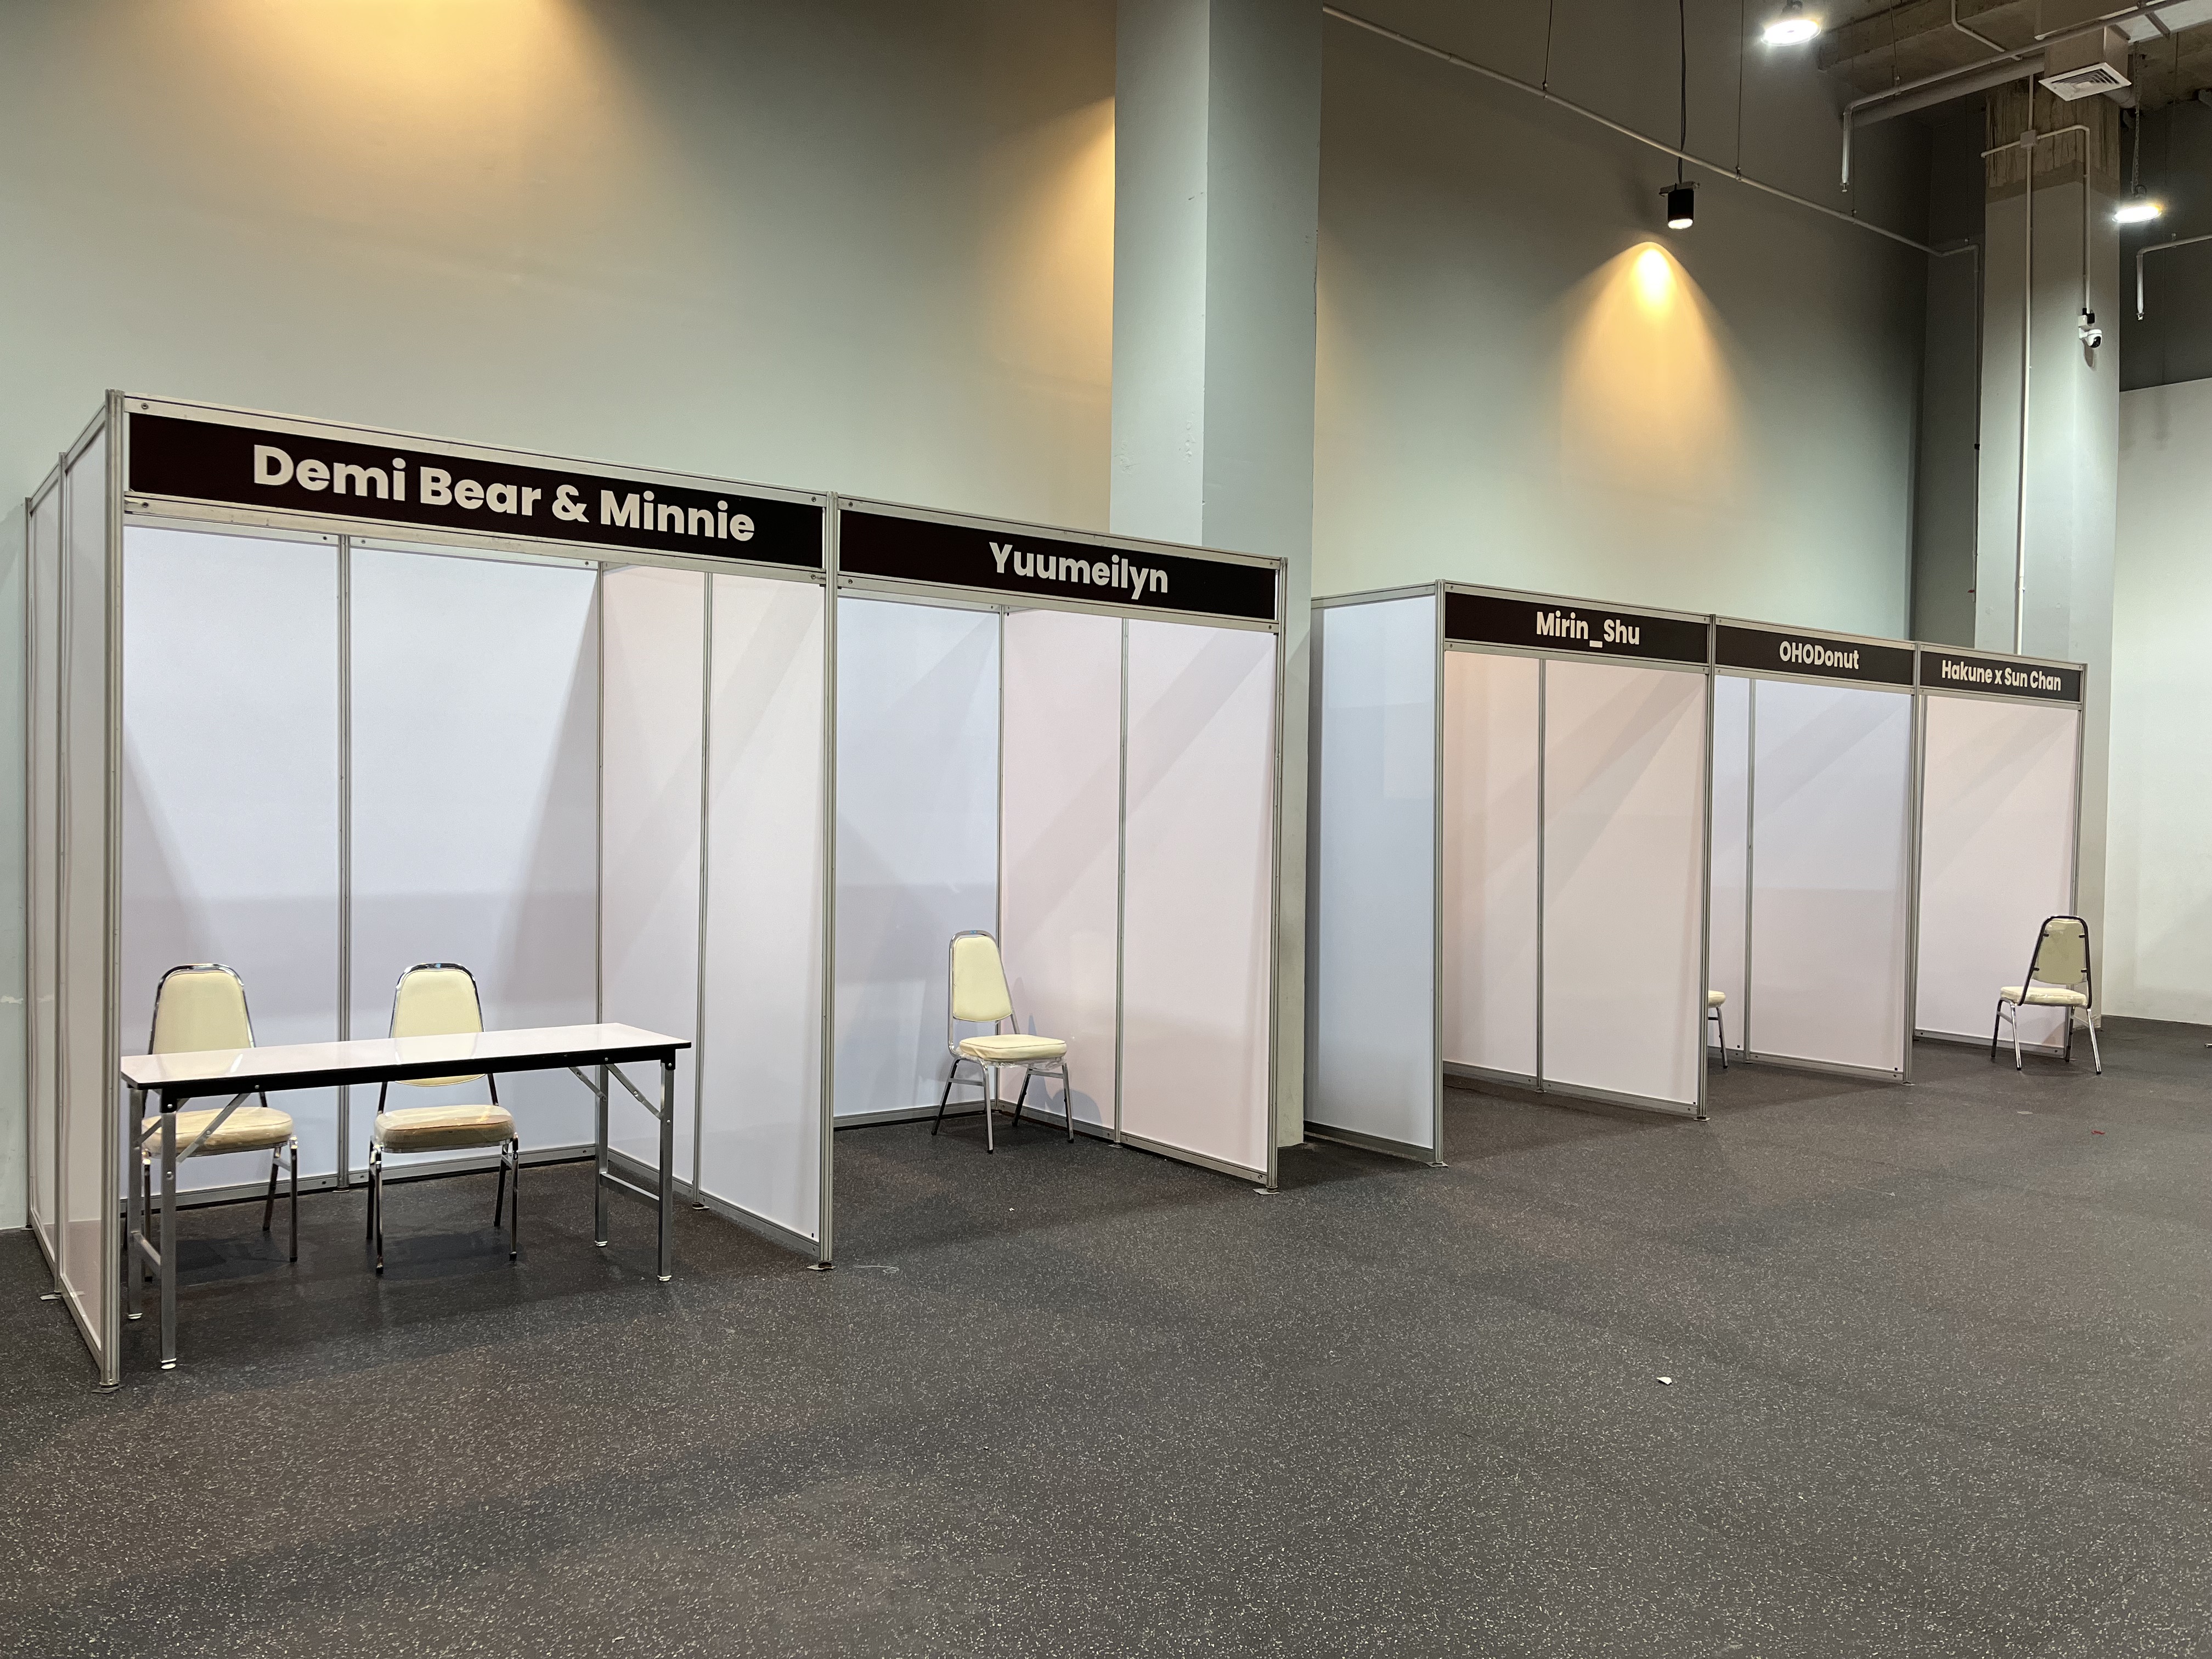 Demi Bear & Minnie
Yuumeilyn
Mirin_Shu
OHODonut
Hakune x Sun Chan